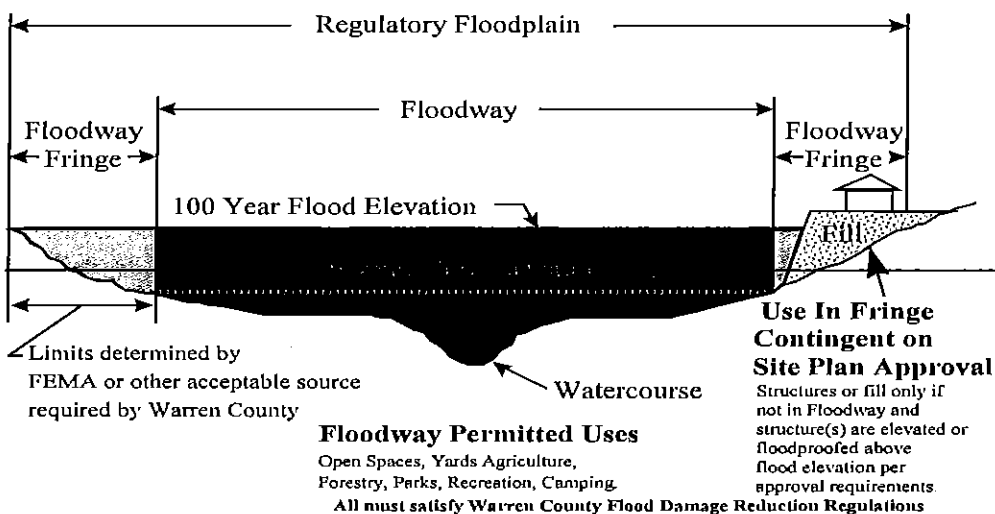 Regulatory Floodplain
Floodway
Fringe
Floodway
Floodway
Fringe
100 Year Flood Elevation
Fill
Limits determined by
FEMA or other acceptable source
required by Warren County
Watercourse
Use In Fringe
Contingent on
Site Plan Approval
Structures or fill only if
not in Floodway and
structure(s) are elevated or
floodproofed above
flood elevation per
approval requirements.
Floodway Permitted Uses
Open Spaces, Yards Agriculture,
Forestry, Parks, Recreation, Camping.
All must satisfy Warren County Flood Damage Reduction Regulations